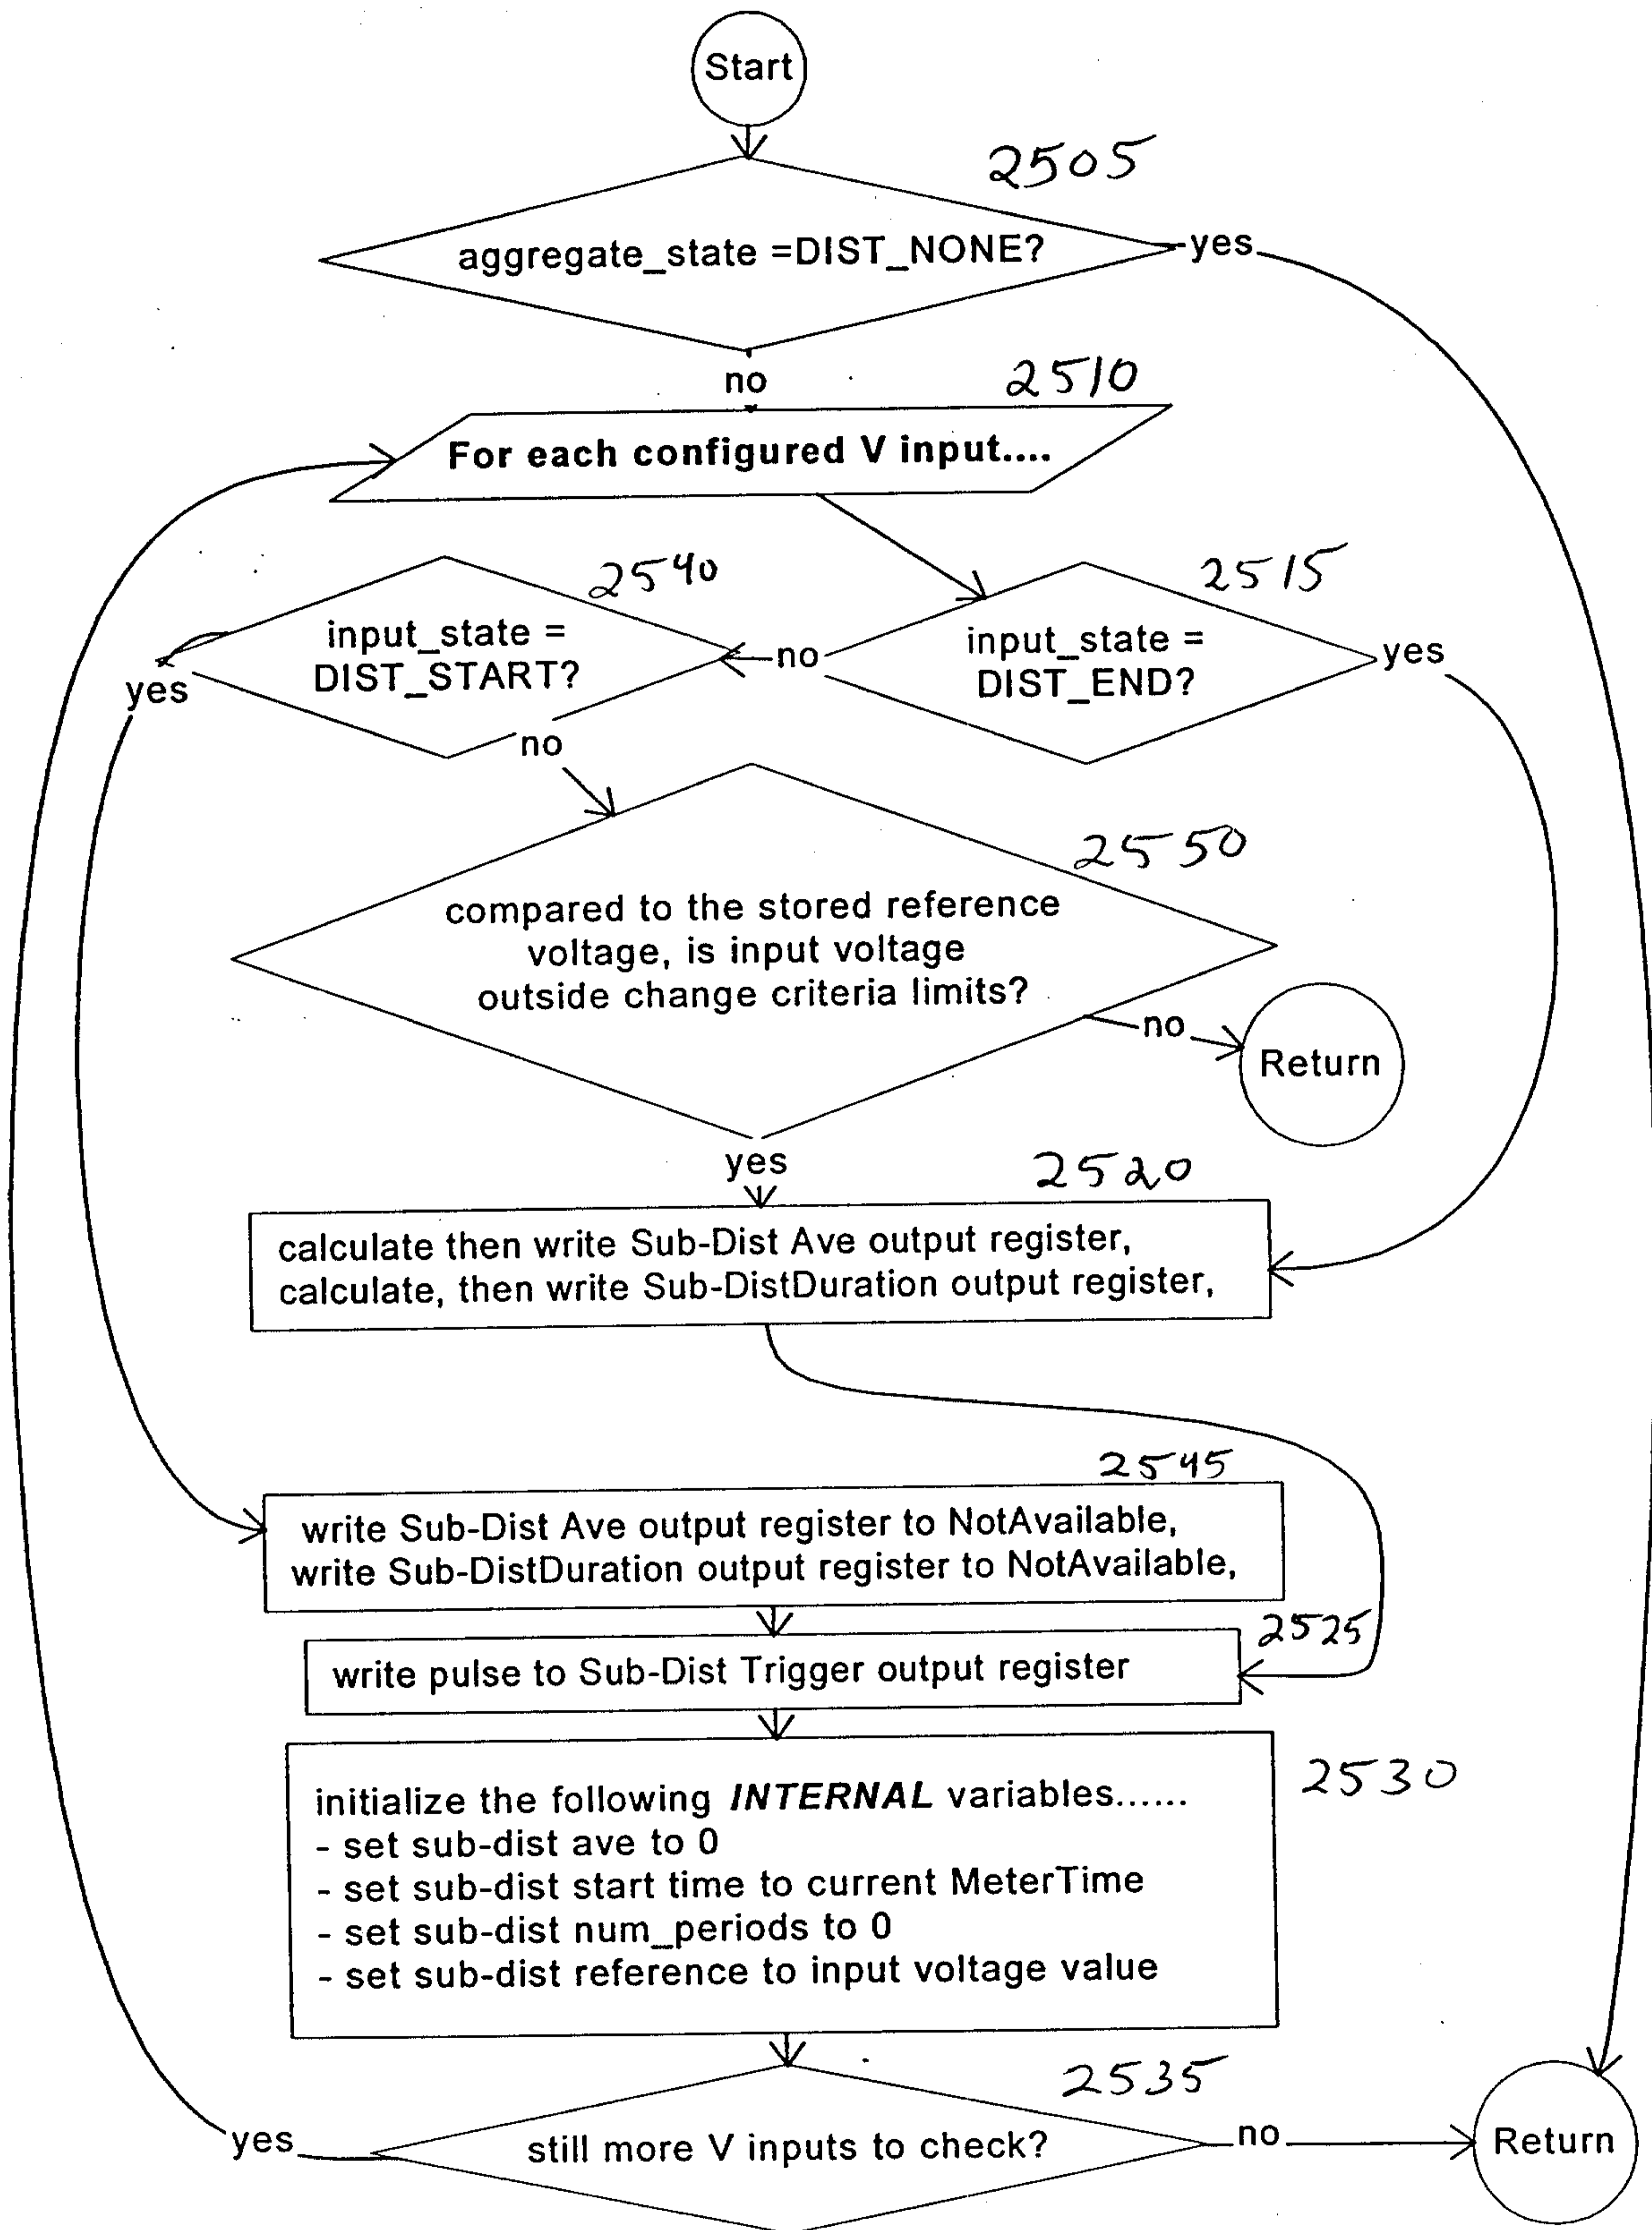 Start
2505
aggregate_state =DIST_NONE?
yes
no
2510
For each configured V input....
2540
2515
input_state =
DIST_START?
no
input_state =
DIST_END?
yes
yes
no
2550
compared to the stored reference
voltage, is input voltage
outside change criteria limits?
no
Return
yes
2520
calculate then write Sub-Dist Ave output register,
calculate, then write Sub-DistDuration output register,
2545
write Sub-Dist Ave output register to NotAvailable,
write Sub-DistDuration output register to NotAvailable,
2525
write pulse to Sub-Dist Trigger output register
2530
initialize the following INTERNAL variables......
- set sub-dist ave to 0
- set sub-dist start time to current MeterTime
- set sub-dist num_periods to 0
- set sub-dist reference to input voltage value
2535
yes
still more V inputs to check?
no
Return